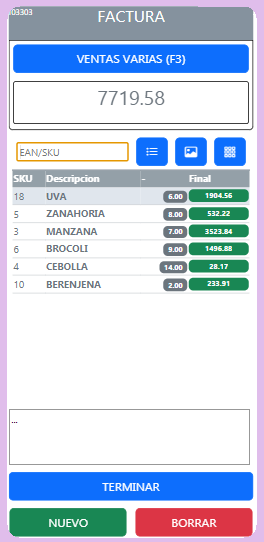 303303
FACTURA
VENTAS VARIAS (F3)
7719.58
EAN/SKU
SKU Descripcion - Final
18 UVA 6.00 1904.56
5 ZANAHORIA 8.00 532.22
3 MANZANA 7.00 3523.84
6 BROCOLI 9.00 1496.88
4 CEBOLLA 14.00 28.17
10 BERENJENA 2.00 233.91
...
TERMINAR
NUEVO BORRAR